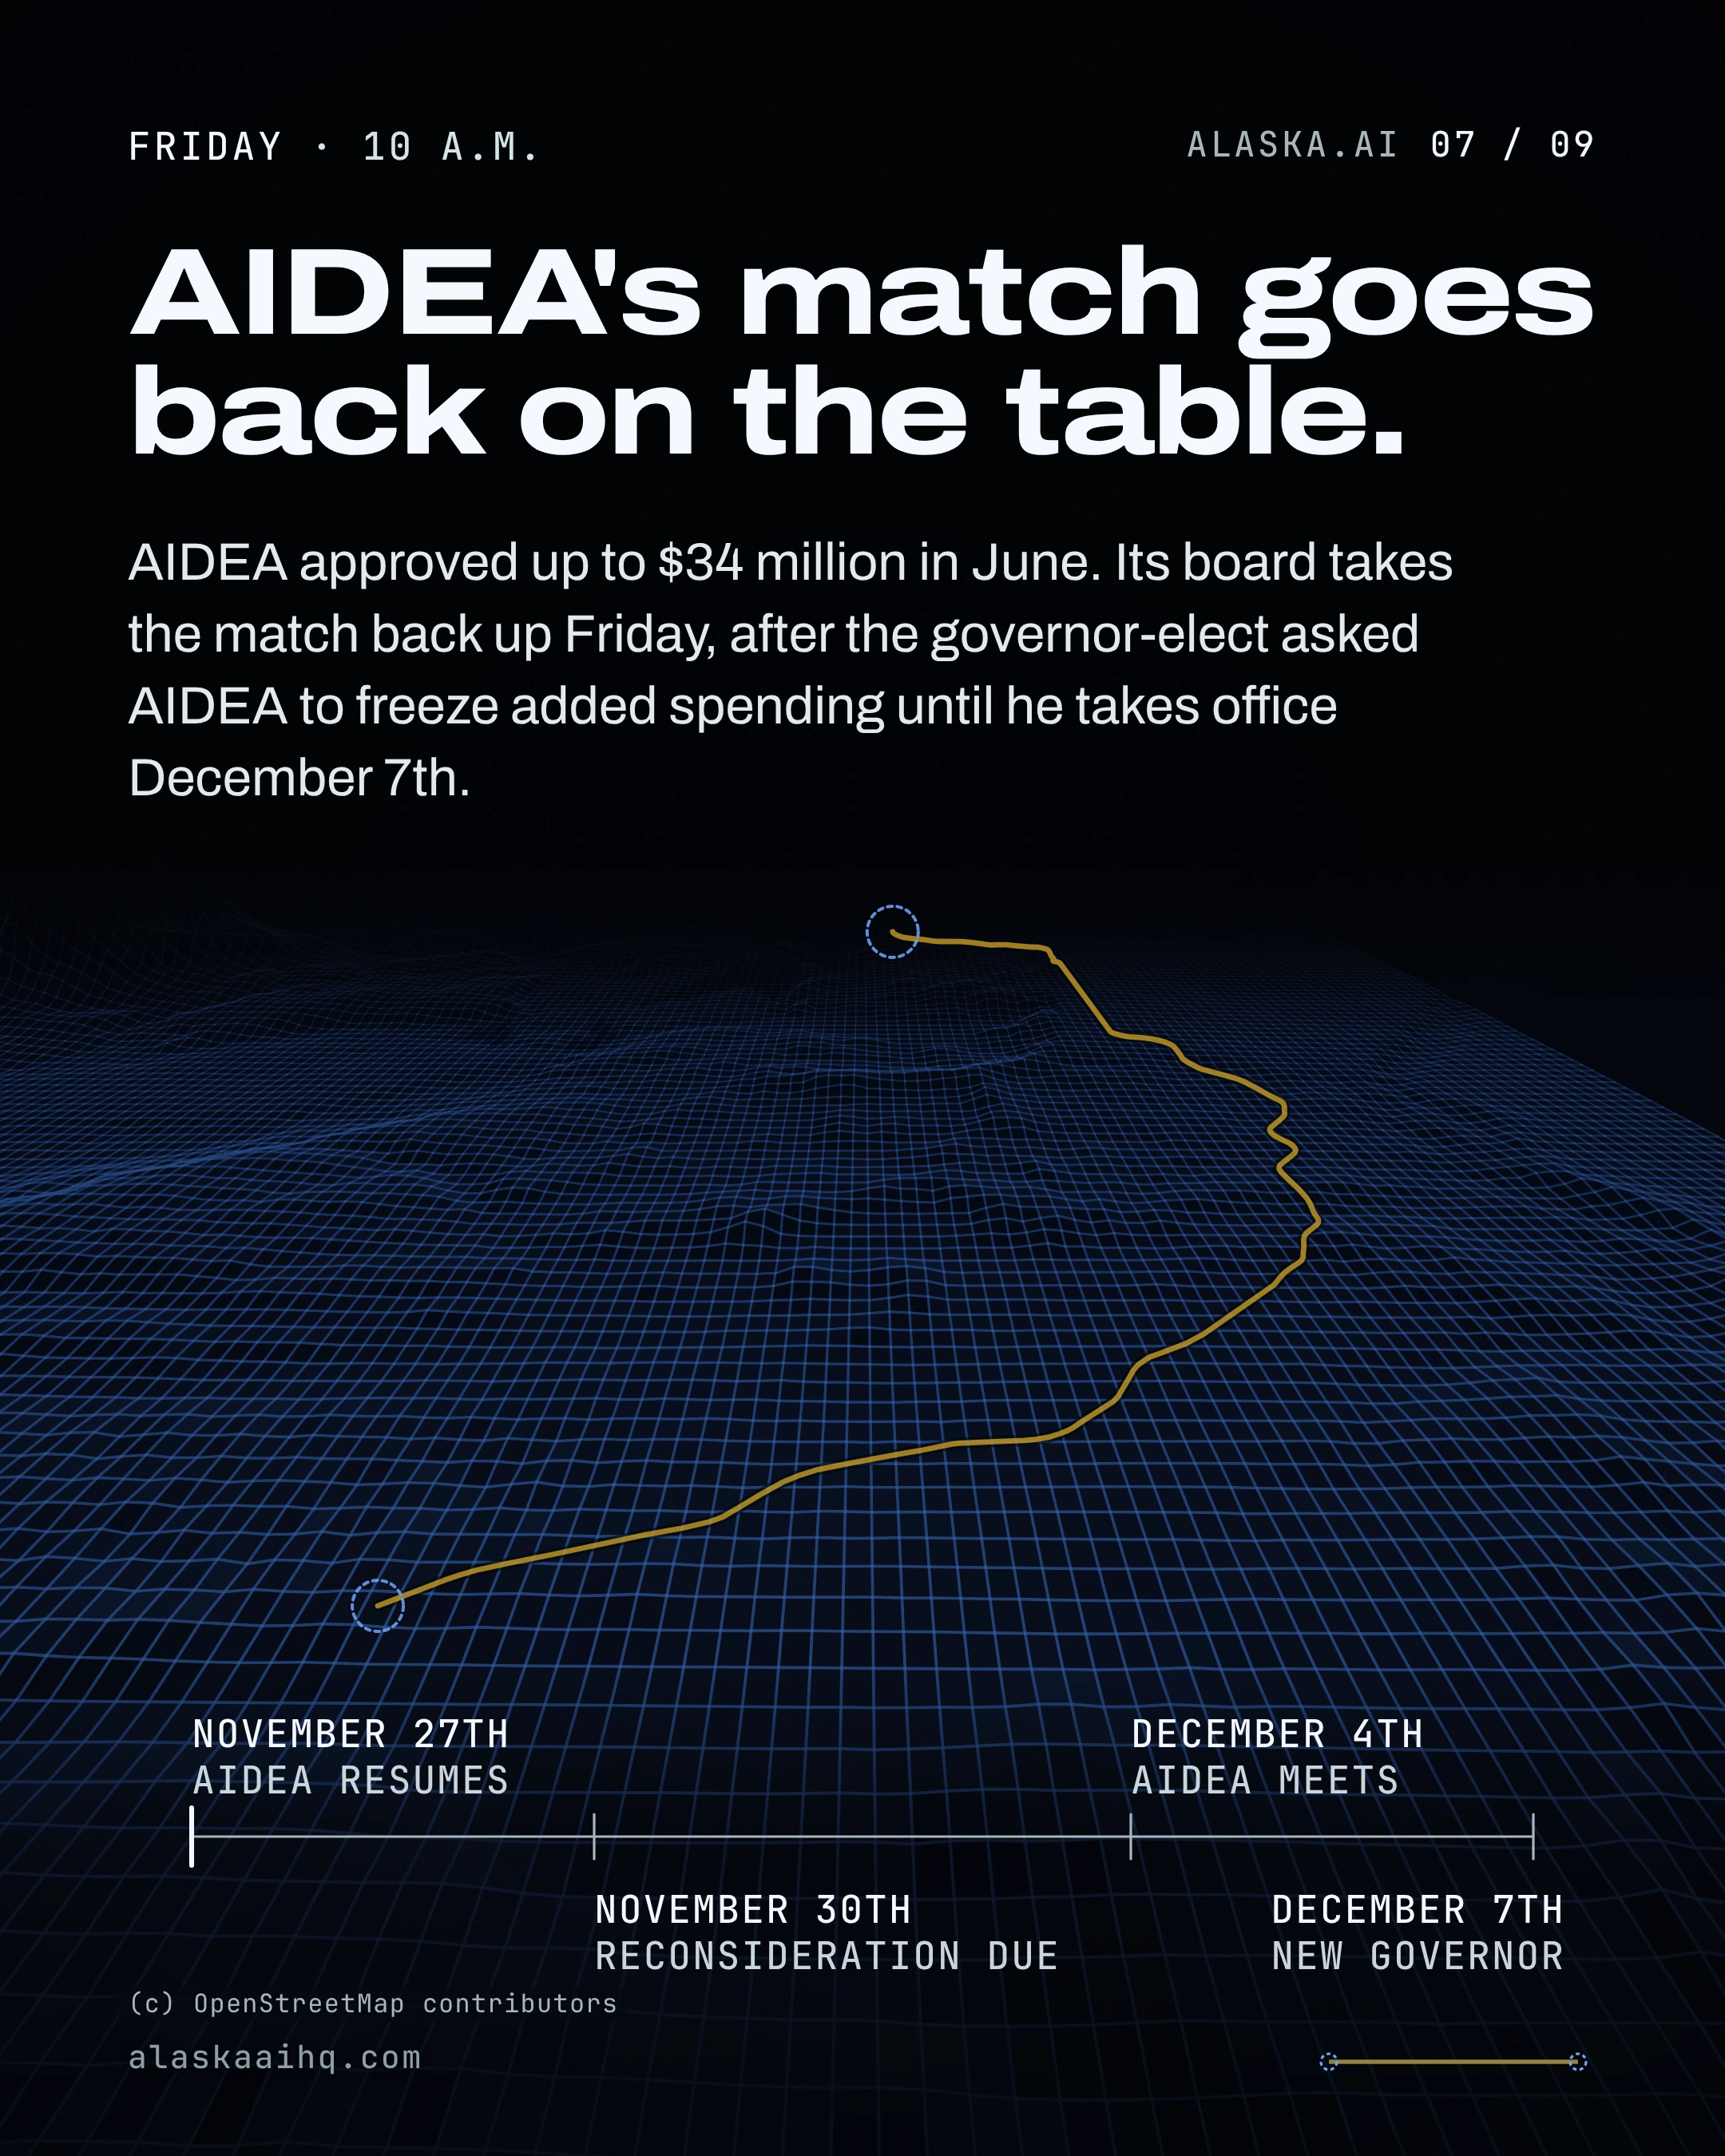 FRIDAY · 10 A.M.
ALASKA.AI 07 / 09
AIDEA's match goes
back on the table.
AIDEA approved up to $34 million in June. Its board takes
the match back up Friday, after the governor-elect asked
AIDEA to freeze added spending until he takes office
December 7th.
NOVEMBER 27TH
AIDEA RESUMES
DECEMBER 4TH
AIDEA MEETS
NOVEMBER 30TH
RECONSIDERATION DUE
DECEMBER 7TH
NEW GOVERNOR
(c) OpenStreetMap contributors
alaskaaihq.com